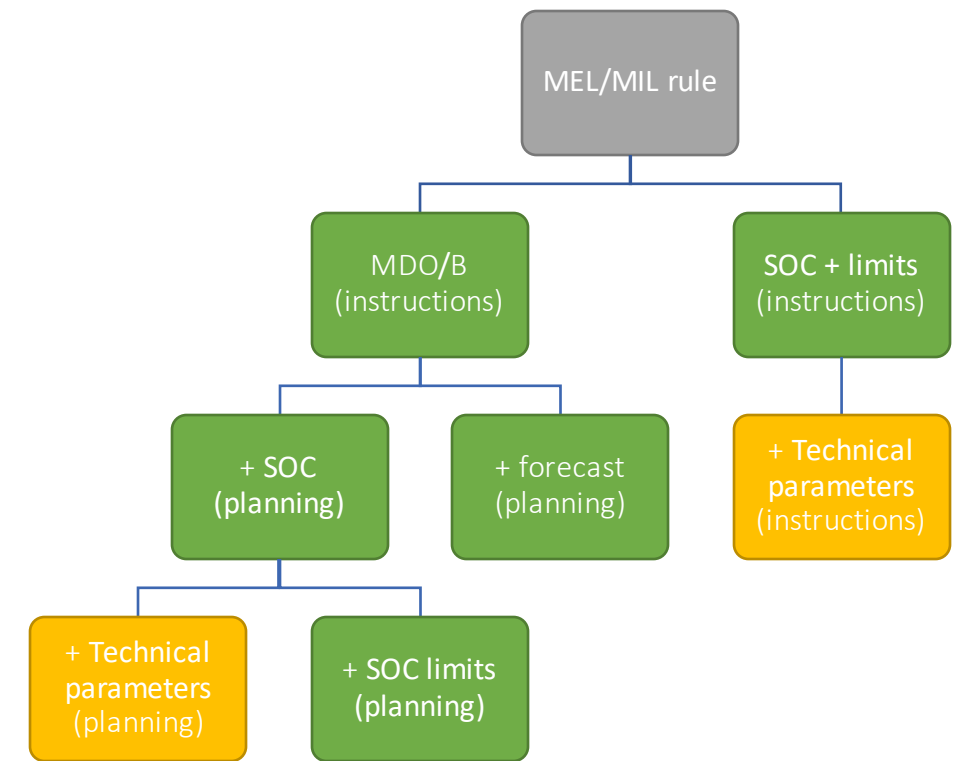 MEL/MIL rule
MDO/B
(instructions)
SOC + limits
(instructions)
+ SOC
(planning)
+ forecast
(planning)
+ Technical
parameters
(instructions)
+ Technical
parameters
(planning)
+ SOC limits
(planning)